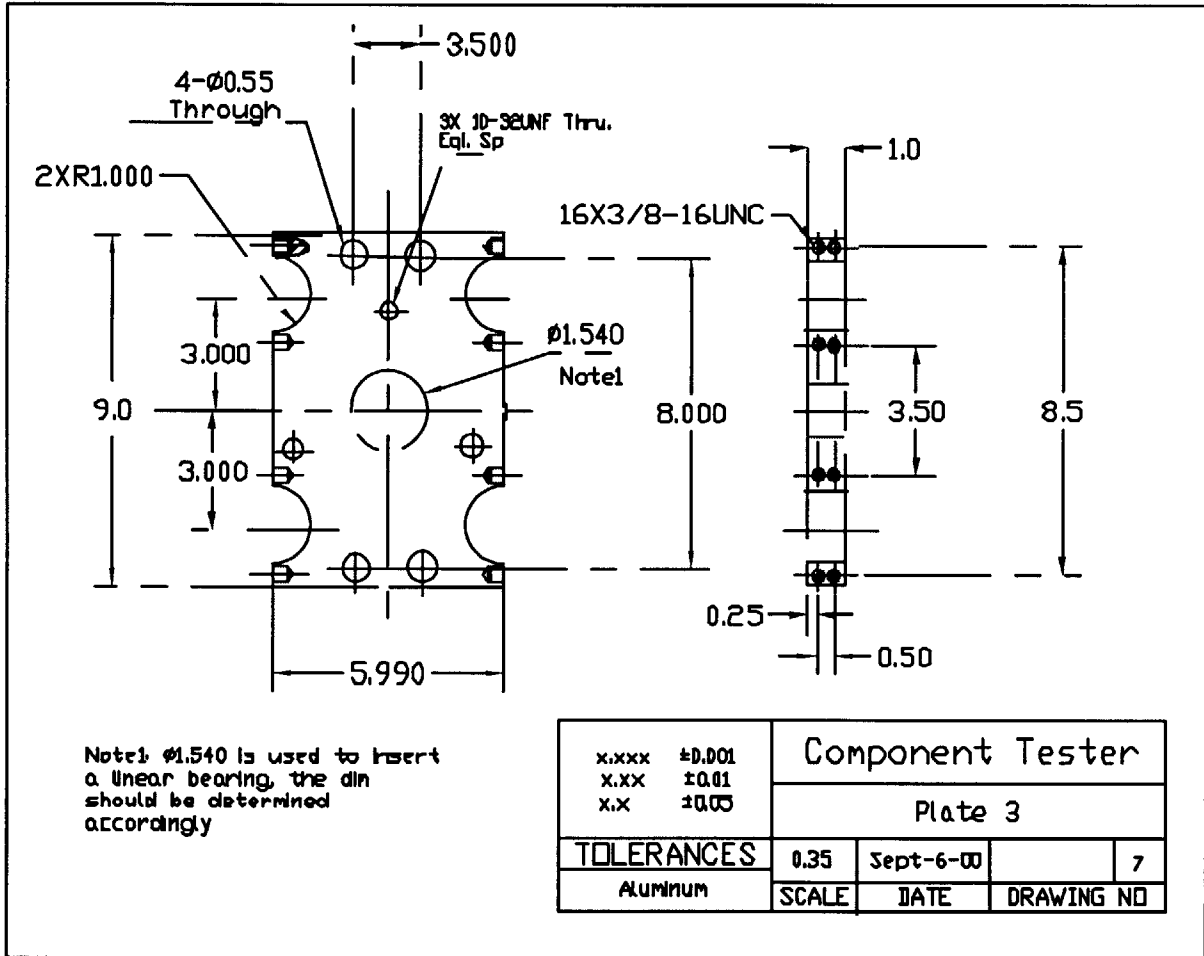 3.500
4-Ø0.55
Through
3X 10-32UNF Thru.
Eql. Sp
2XR1.000
1.0
16X3/8-16UNC
Ø1.540
Note1
3.000
9.0
3.000
8.000
3.50
8.5
0.25
0.50
5.990
Note1 Ø1.540 is used to insert
a linear bearing, the dim
should be determined
accordingly
x.xxx ±0.001
x.xx ±0.01
x.x ±0.05
TOLERANCES
Aluminum
Component Tester
Plate 3
0.35 Sept-6-00 7
SCALE DATE DRAWING NO